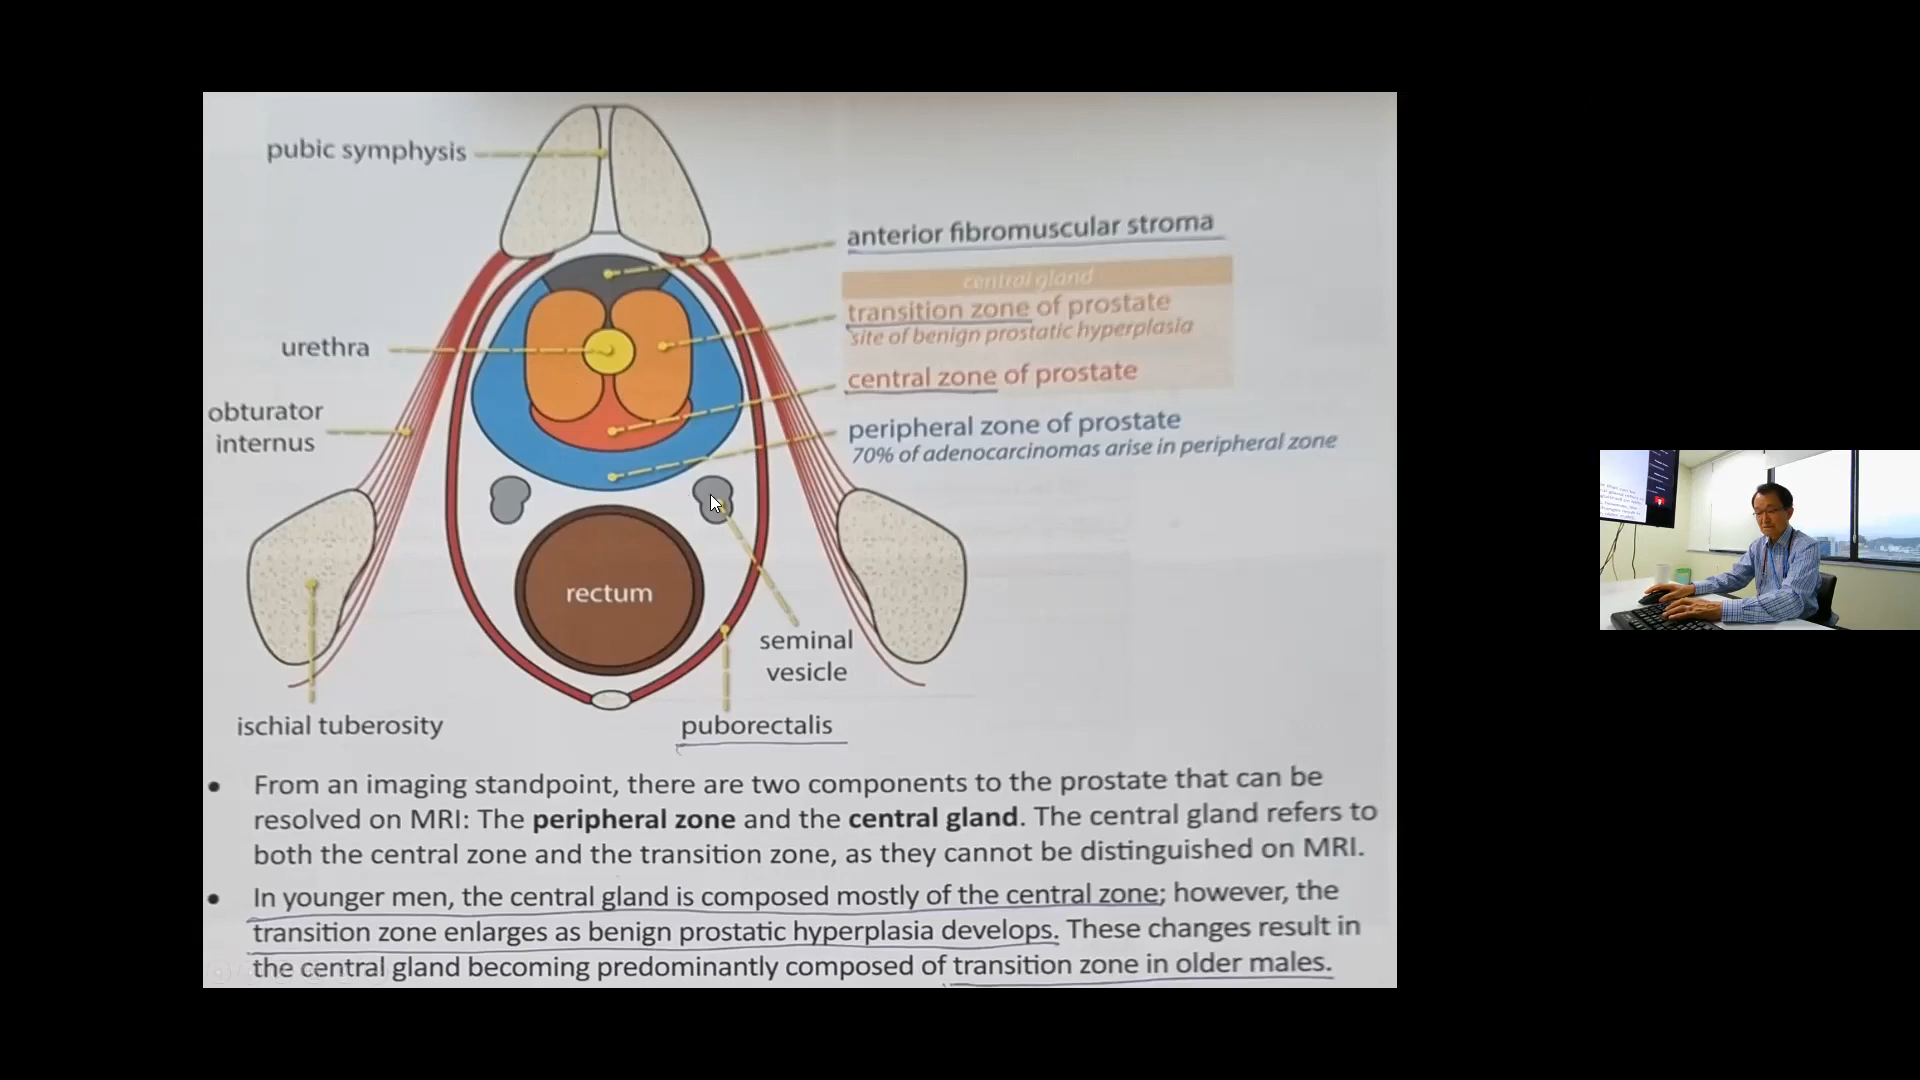 pubic symphysis
anterior fibromuscular stroma
central gland
transition zone of prostate
site of benign prostatic hyperplasia
urethra
central zone of prostate
obturator
internus
peripheral zone of prostate
70% of adenocarcinomas arise in peripheral zone
rectum
seminal
vesicle
ischial tuberosity
puborectalis
• From an imaging standpoint, there are two components to the prostate that can be
resolved on MRI: The peripheral zone and the central gland. The central gland refers to
both the central zone and the transition zone, as they cannot be distinguished on MRI.
• In younger men, the central gland is composed mostly of the central zone; however, the
transition zone enlarges as benign prostatic hyperplasia develops. These changes result in
the central gland becoming predominantly composed of transition zone in older males.